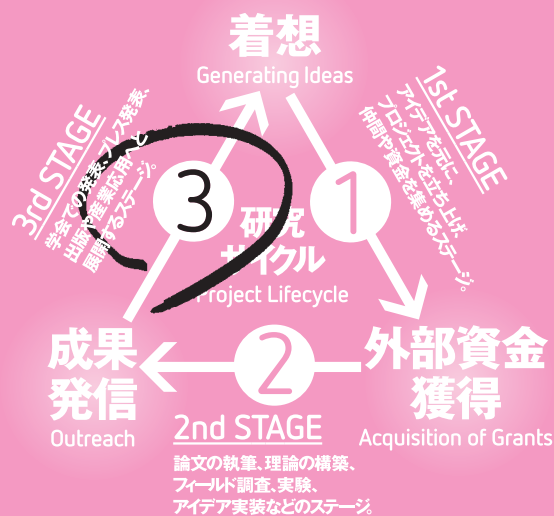 着想
Generating Ideas
1st STAGE
アイデアを元に、
プロジェクトを立ち上げ、
仲間や資金を集めるステージ。
3rd STAGE
学会での発表、プレス発表、
出版や産業応用へと
展開するステージ。
3
1
研究
サイクル
Project Lifecycle
成果
発信
Outreach
2
外部資金
獲得
Acquisition of Grants
2nd STAGE
論文の執筆、理論の構築、
フィールド調査、実験、
アイデア実装などのステージ。